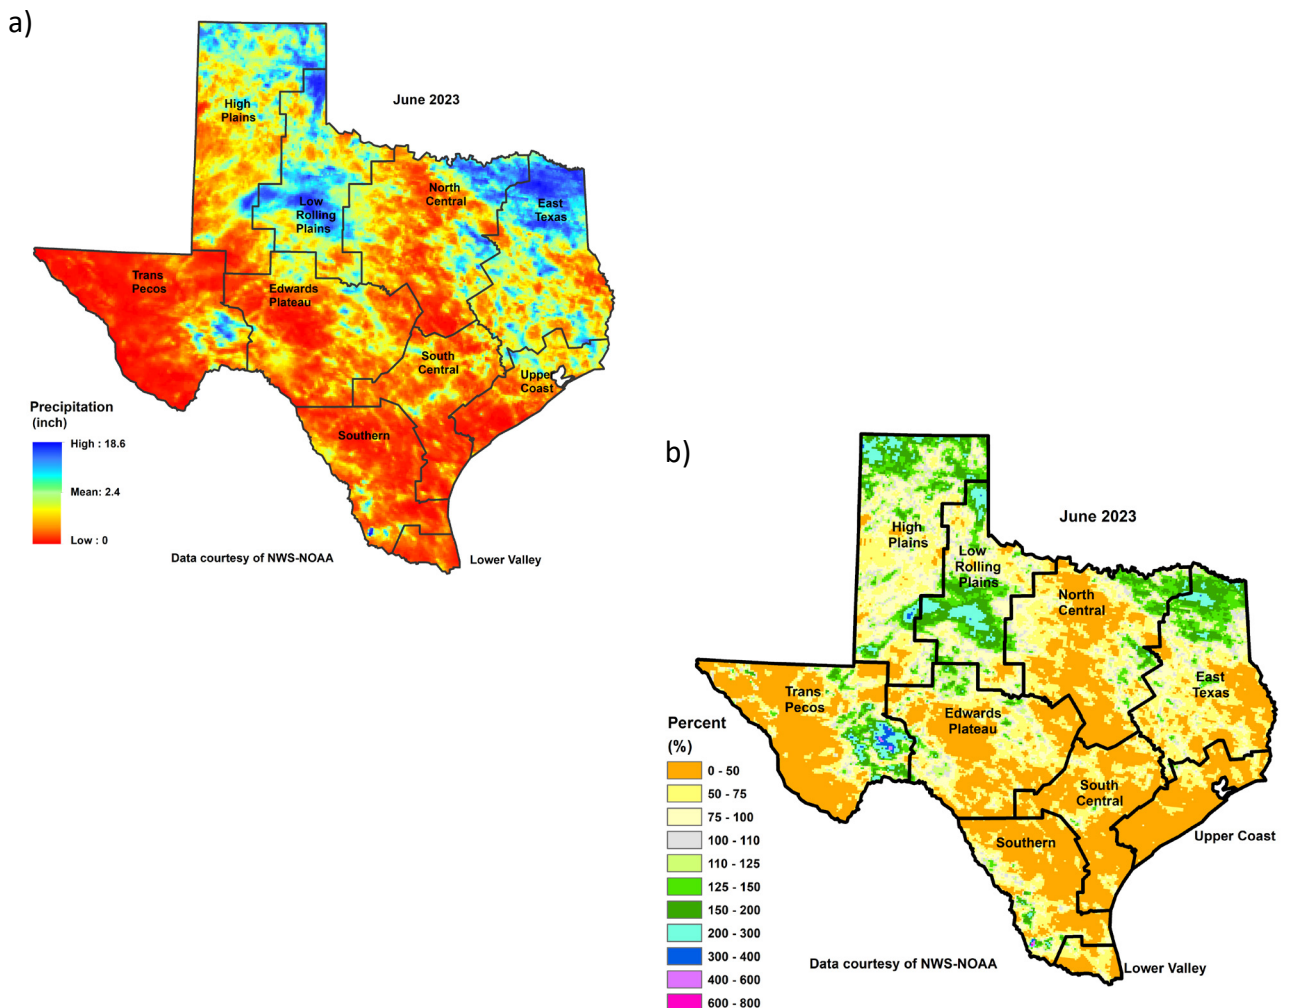 a)
June 2023
High
Plains
Low
Rolling
Plains
North
Central
East
Texas
Trans
Pecos
Edwards
Plateau
South
Central
Upper
Coast
Southern
Lower Valley
Precipitation
(inch)
High : 18.6
Mean: 2.4
Low : 0
Data courtesy of NWS-NOAA
b)
June 2023
High
Plains
Low
Rolling
Plains
North
Central
East
Texas
Trans
Pecos
Edwards
Plateau
South
Central
Upper Coast
Southern
Lower Valley
Percent
(%)
0 - 50
50 - 75
75 - 100
100 - 110
110 - 125
125 - 150
150 - 200
200 - 300
300 - 400
400 - 600
600 - 800
Data courtesy of NWS-NOAA